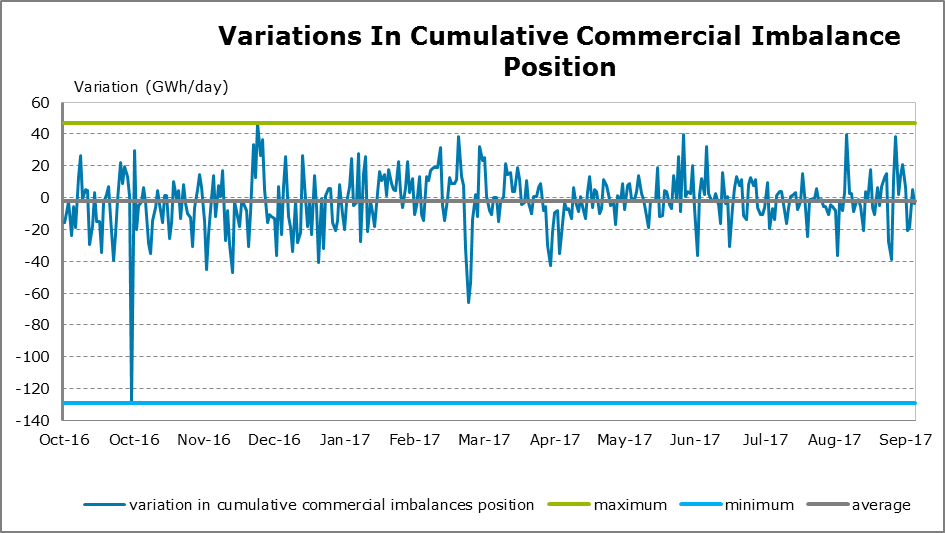 Variations In Cumulative Commercial Imbalance
Position
Variation (GWh/day)
60
40
20
0
-20
-40
-60
-80
-100
-120
-140
Oct-16 Oct-16 Nov-16 Dec-16 Jan-17 Feb-17 Mar-17 Apr-17 May-17 Jun-17 Jul-17 Aug-17 Sep-17
variation in cumulative commercial imbalances position maximum minimum average